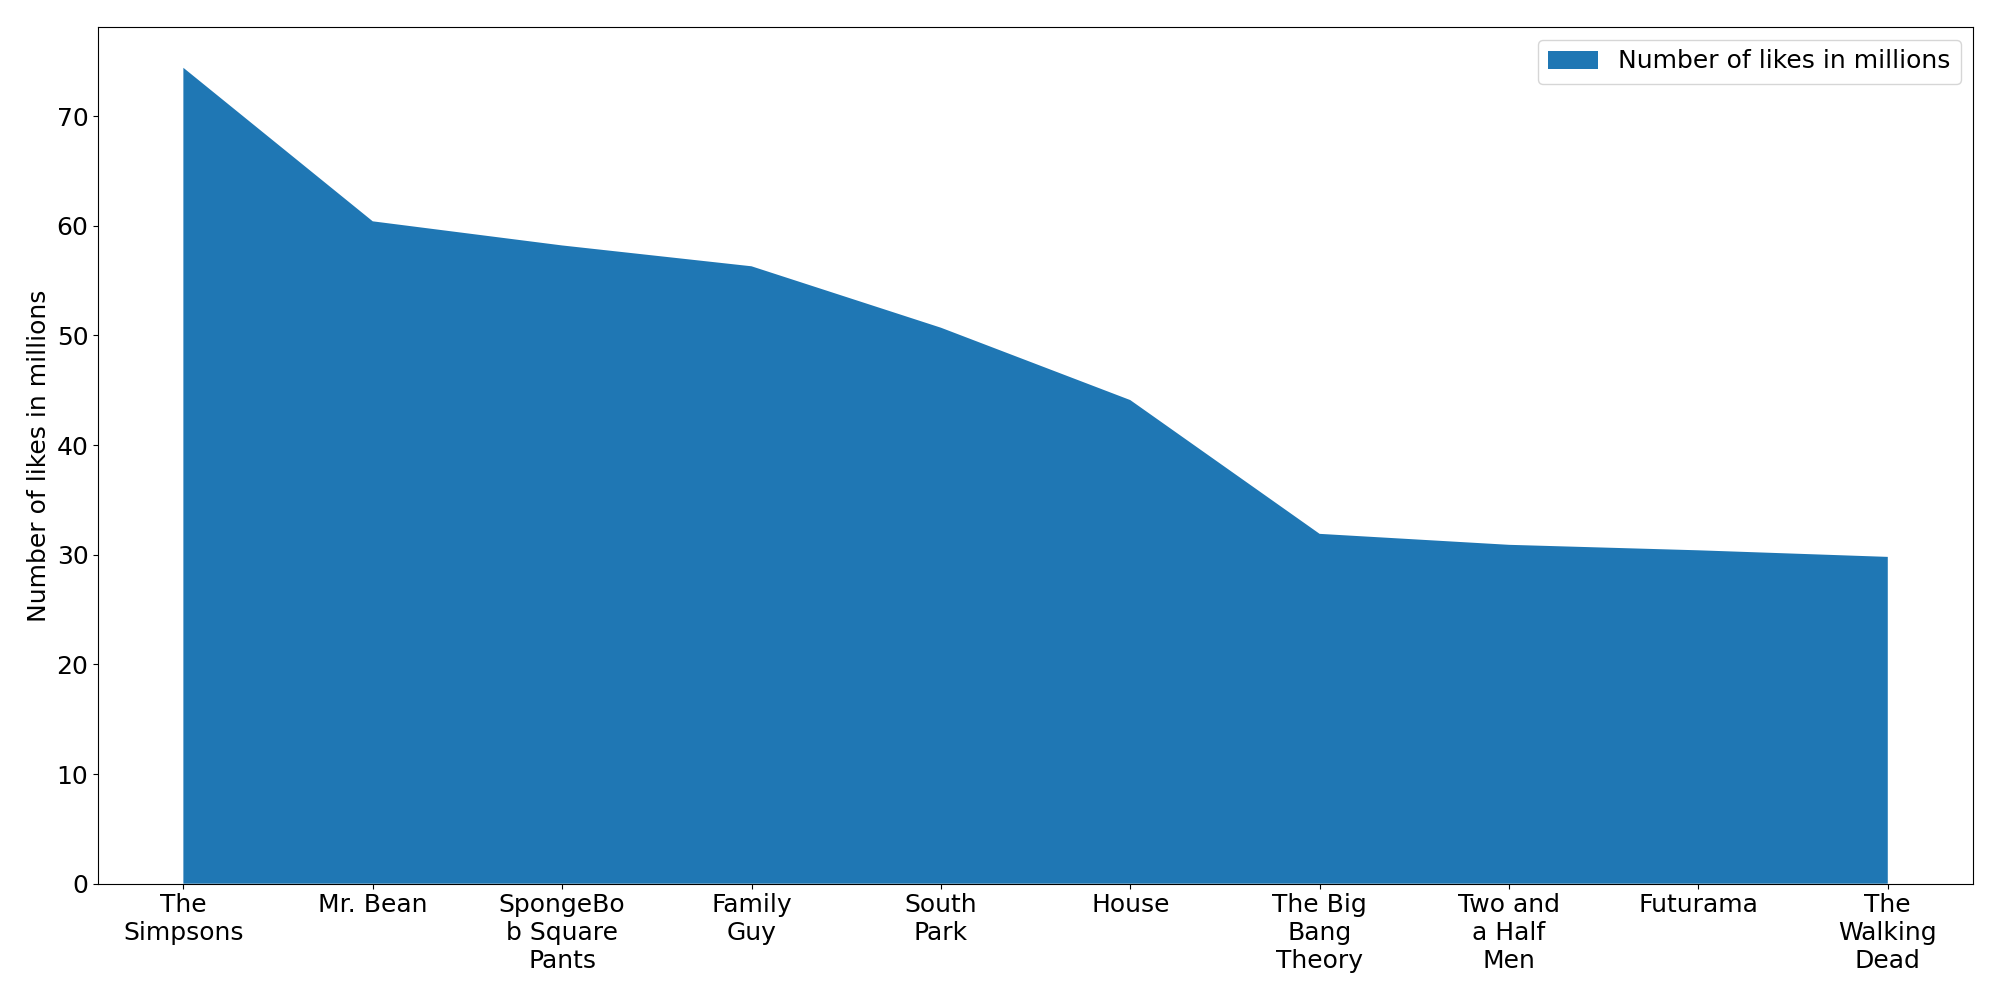 Number of likes in millions
Number of likes in millions
70
60
50
40
30
20
10
0
The
Simpsons
Mr. Bean
SpongeBo
b Square
Pants
Family
Guy
South
Park
House
The Big
Bang
Theory
Two and
a Half
Men
Futurama
The
Walking
Dead